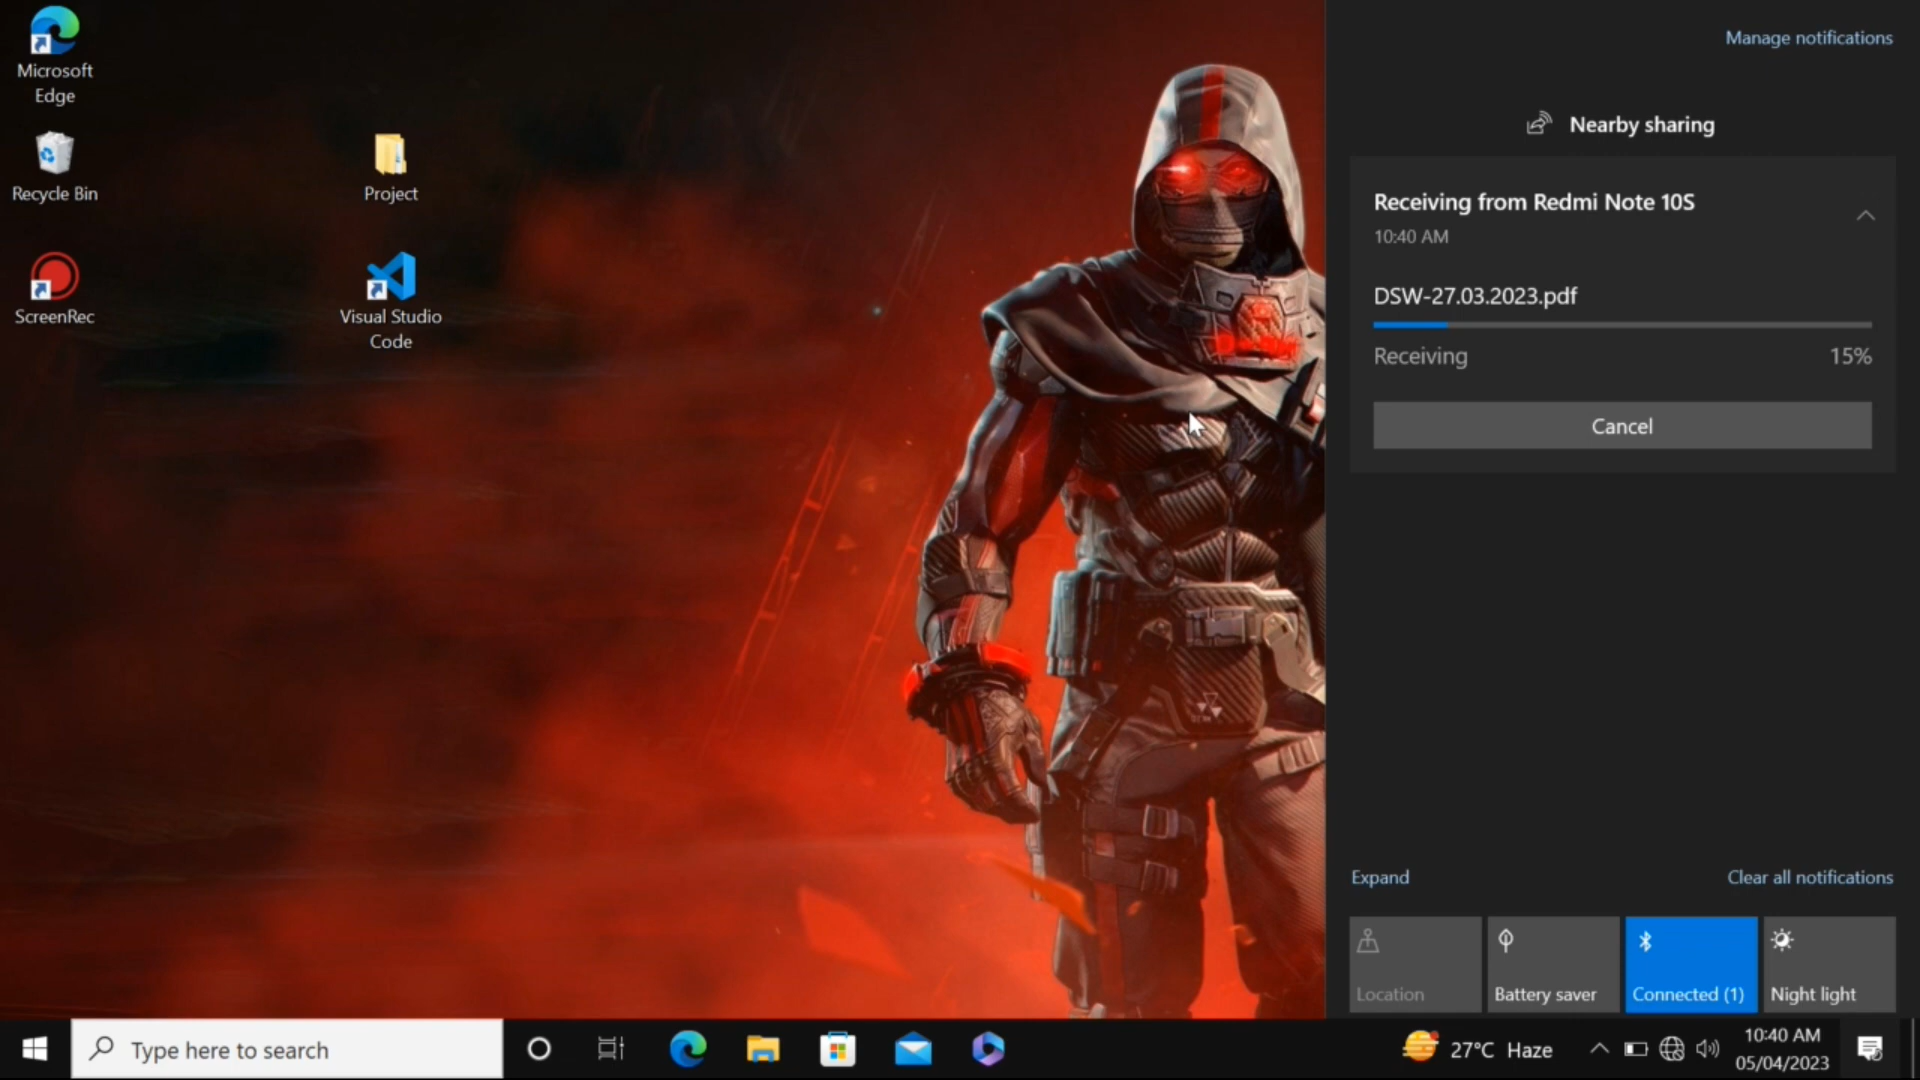 Microsoft
Edge
Recycle Bin
Project
ScreenRec
Visual Studio
Code
Manage notifications
Nearby sharing
Receiving from Redmi Note 10S
10:40 AM
DSW-27.03.2023.pdf
Receiving 15%
Cancel
Expand Clear all notifications
Location Battery saver Connected (1) Night light
Type here to search
27°C Haze
10:40 AM
05/04/2023